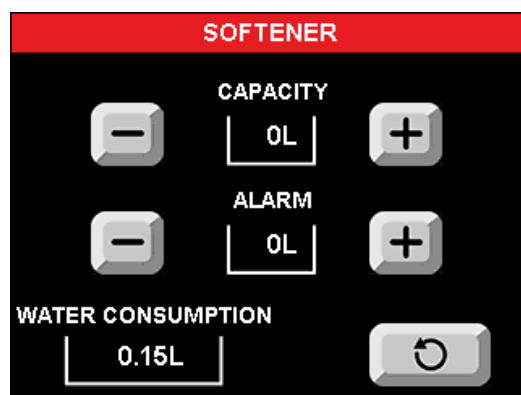 SOFTENER
CAPACITY
0L
ALARM
0L
WATER CONSUMPTION
0.15L